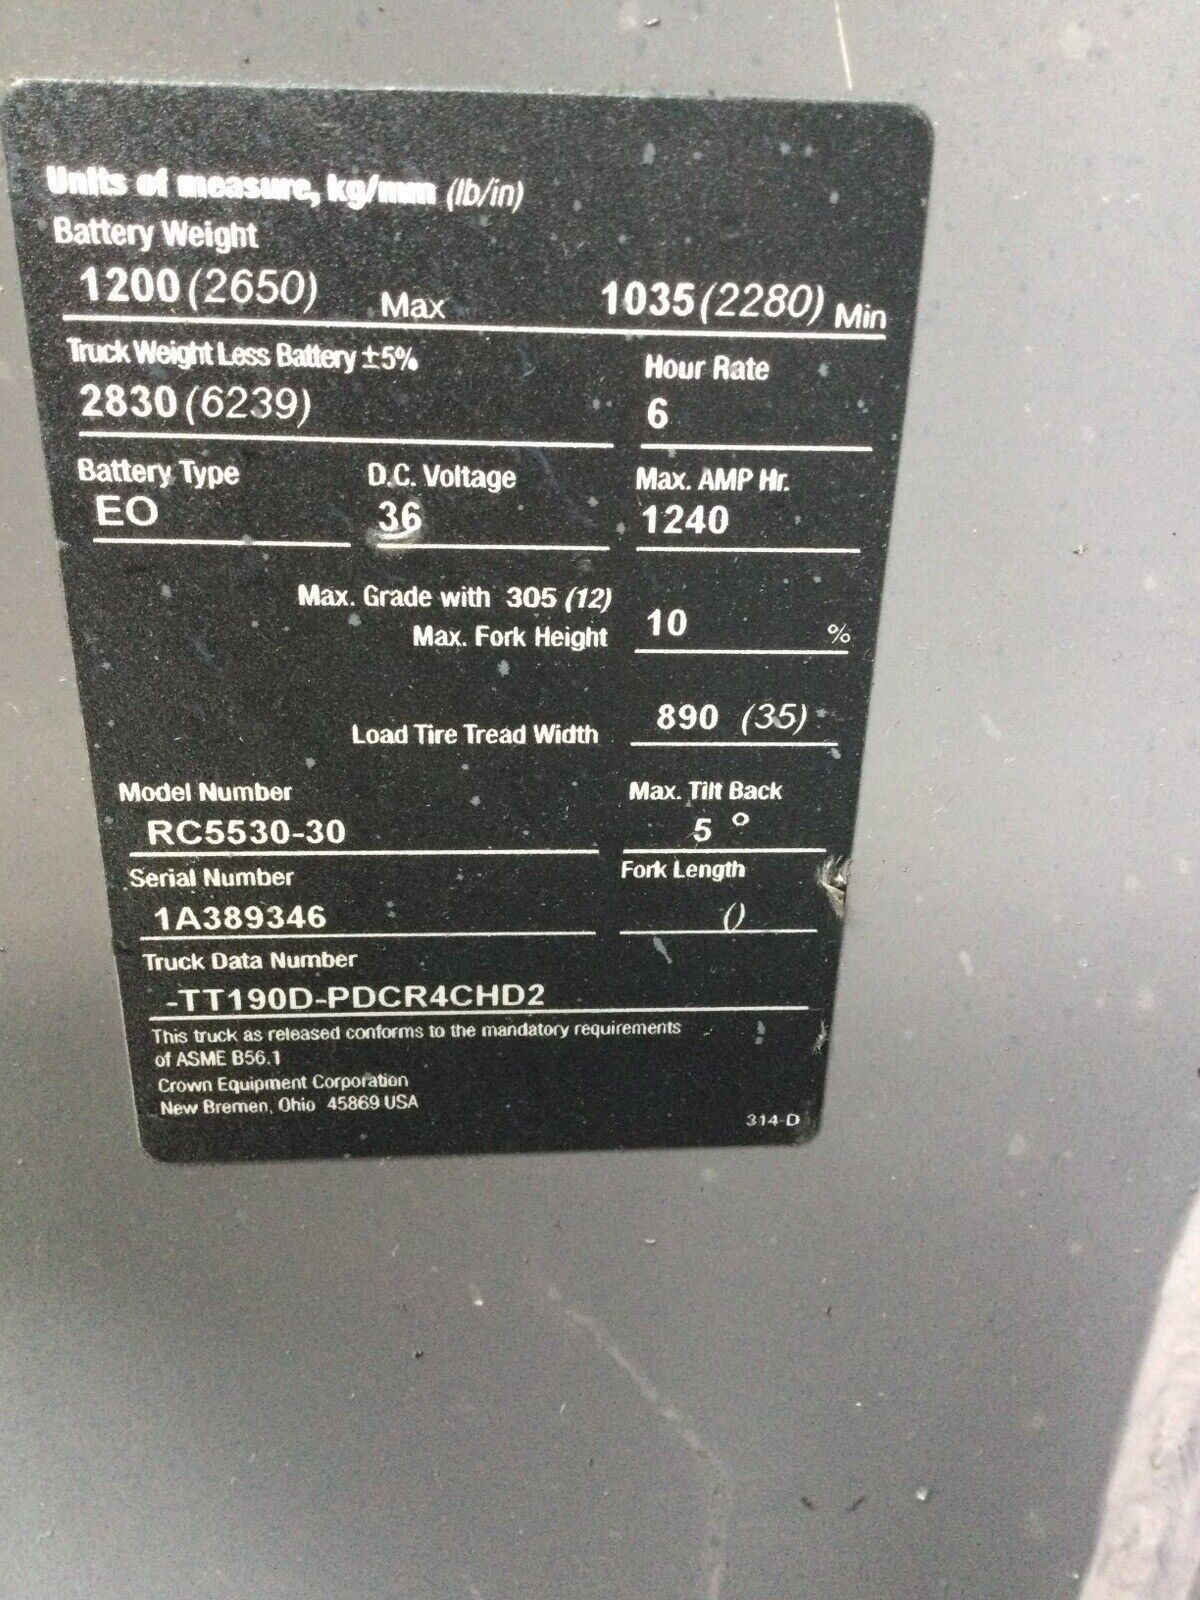 Units of measure, kg/mm (lb/in)
Battery Weight
1200 (2650) Max 1035 (2280) Min
Truck Weight Less Battery ±5% Hour Rate
2830 (6239) 6
Battery Type D.C. Voltage Max. AMP Hr.
EO 36 1240
Max. Grade with 305 (12)
Max. Fork Height 10 %
Load Tire Tread Width 890 (35)
Model Number Max. Tilt Back
RC5530-30 5 °
Serial Number Fork Length
1A389346 ()
Truck Data Number
-TT190D-PDCR4CHD2
This truck as released conforms to the mandatory requirements
of ASME B56.1
Crown Equipment Corporation
New Bremen, Ohio 45869 USA
314-D